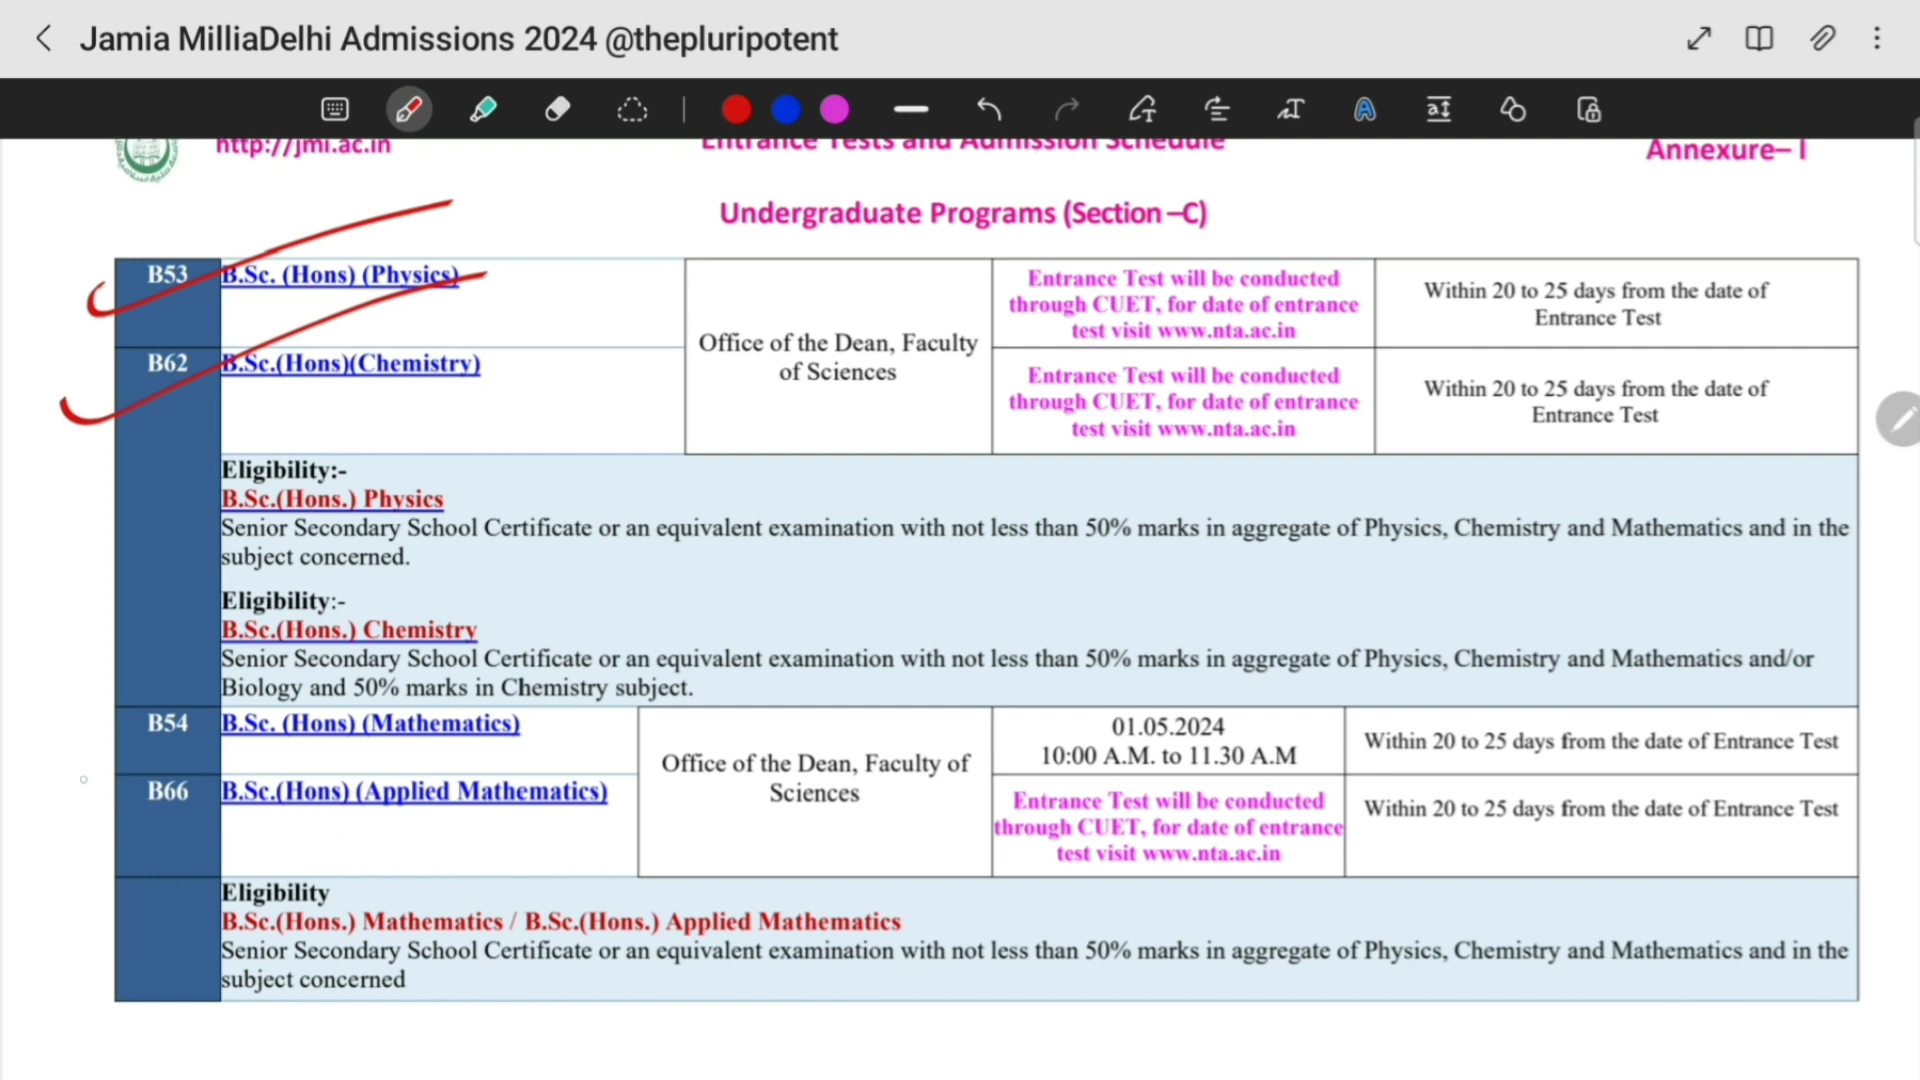 Jamia MilliaDelhi Admissions 2024 @thepluripotent
http://jmi.ac.in
Entrance Tests and Admission Schedule
Annexure– I
Undergraduate Programs (Section –C)
B53
B.Sc. (Hons) (Physics)
Office of the Dean, Faculty
of Sciences
Entrance Test will be conducted
through CUET, for date of entrance
test visit www.nta.ac.in
Within 20 to 25 days from the date of
Entrance Test
B62
B.Sc.(Hons)(Chemistry)
Entrance Test will be conducted
through CUET, for date of entrance
test visit www.nta.ac.in
Within 20 to 25 days from the date of
Entrance Test
Eligibility:-
B.Sc.(Hons.) Physics
Senior Secondary School Certificate or an equivalent examination with not less than 50% marks in aggregate of Physics, Chemistry and Mathematics and in the
subject concerned.
Eligibility:-
B.Sc.(Hons.) Chemistry
Senior Secondary School Certificate or an equivalent examination with not less than 50% marks in aggregate of Physics, Chemistry and Mathematics and/or
Biology and 50% marks in Chemistry subject.
B54
B.Sc. (Hons) (Mathematics)
Office of the Dean, Faculty of
Sciences
01.05.2024
10:00 A.M. to 11.30 A.M
Within 20 to 25 days from the date of Entrance Test
B66
B.Sc.(Hons) (Applied Mathematics)
Entrance Test will be conducted
through CUET, for date of entrance
test visit www.nta.ac.in
Within 20 to 25 days from the date of Entrance Test
Eligibility
B.Sc.(Hons.) Mathematics / B.Sc.(Hons.) Applied Mathematics
Senior Secondary School Certificate or an equivalent examination with not less than 50% marks in aggregate of Physics, Chemistry and Mathematics and in the
subject concerned